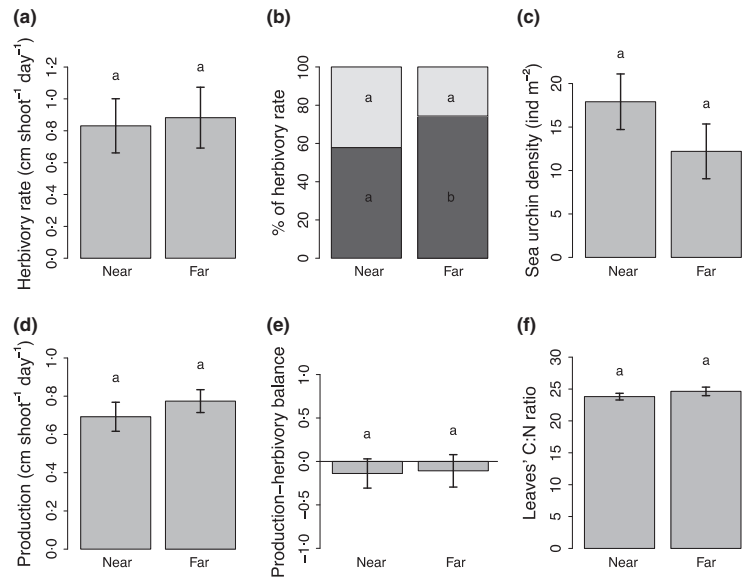 (a)
Herbivory rate (cm shoot⁻¹ day⁻¹)
1·2
1·0
0·8
0·6
0·4
0·2
0·0
a
a
Near
Far
(b)
% of herbivory rate
100
80
60
40
20
0
a
a
a
b
Near
Far
(c)
Sea urchin density (ind m⁻²)
20
15
10
5
0
a
a
Near
Far
(d)
Production (cm shoot⁻¹ day⁻¹)
1·0
0·8
0·6
0·4
0·2
0·0
a
a
Near
Far
(e)
Production–herbivory balance
1·0
0·5
0·0
−0·5
−1·0
a
a
Near
Far
(f)
Leaves' C:N ratio
30
25
20
15
10
5
0
a
a
Near
Far